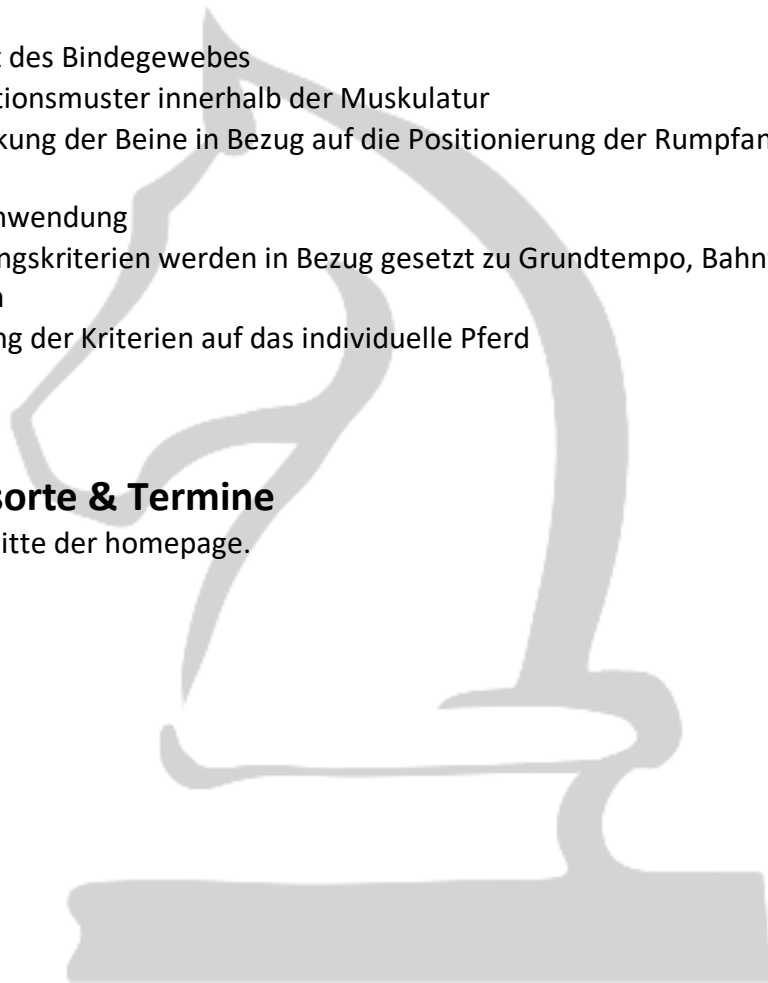 des Bindegewebes
tionsmuster innerhalb der Muskulatur
kung der Beine in Bezug auf die Positionierung der Rumpfan
nwendung
ngskriterien werden in Bezug gesetzt zu Grundtempo, Bahn
ng der Kriterien auf das individuelle Pferd
sorte & Termine
itte der homepage.